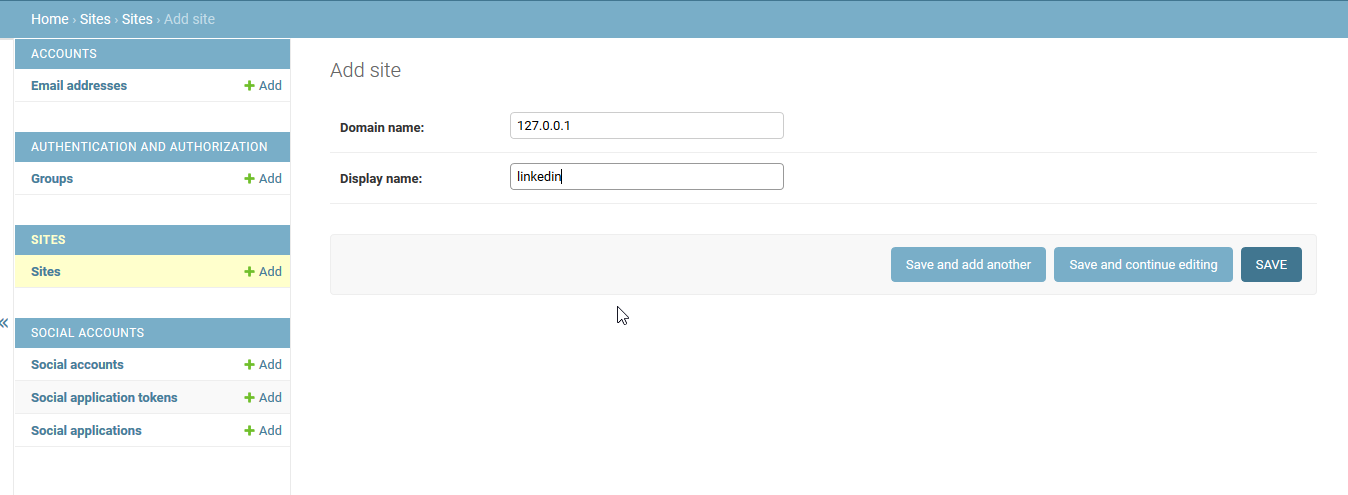 Home › Sites › Sites › Add site
ACCOUNTS
Email addresses + Add
AUTHENTICATION AND AUTHORIZATION
Groups + Add
SITES
Sites + Add
«
SOCIAL ACCOUNTS
Social accounts + Add
Social application tokens + Add
Social applications + Add
Add site
Domain name: 127.0.0.1
Display name: linkedin
Save and add another Save and continue editing SAVE